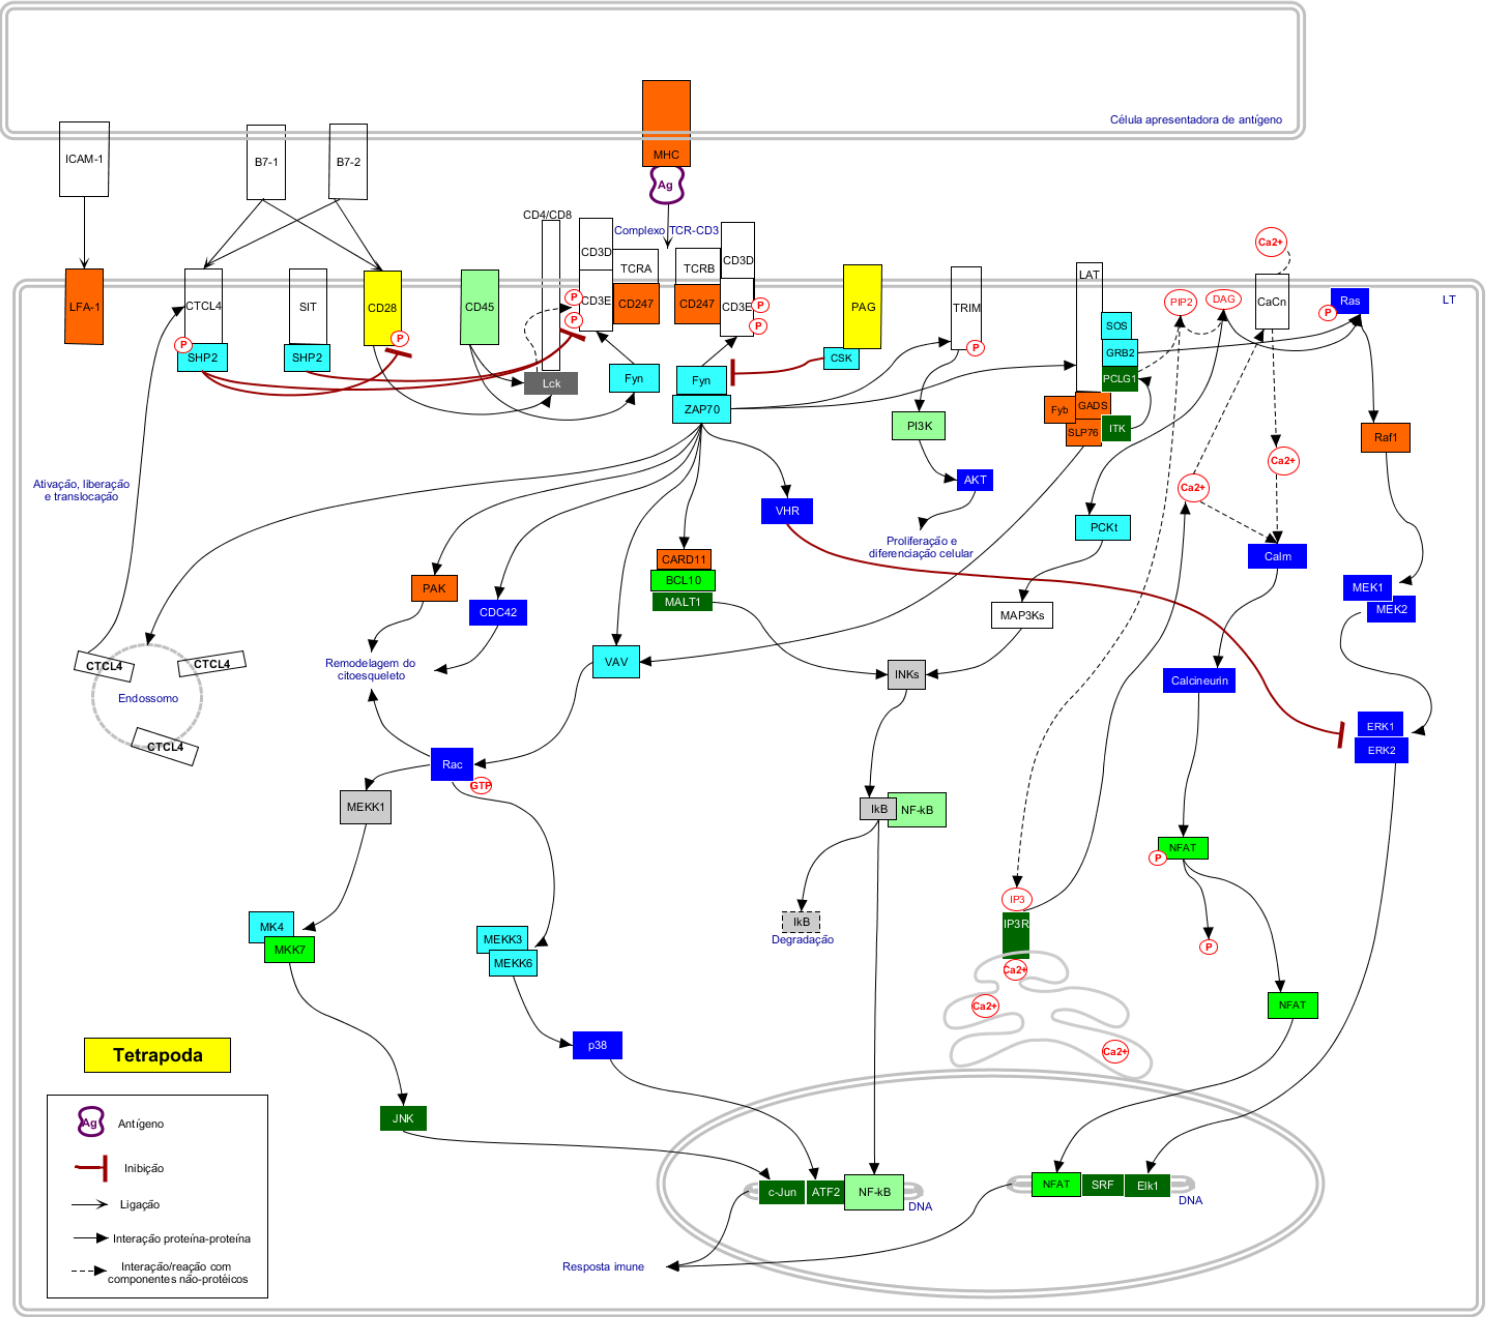 Célula apresentadora de antígeno
ICAM-1
B7-1
B7-2
MHC
Ag
CD4/CD8
Complexo TCR-CD3
CD3D
TCRA
TCRB
CD3D
Ca2+
LAT
LFA-1
CTCL4
SIT
CD28
CD45
P
P
CD3E
CD247
CD247
CD3E
P
P
PAG
TRIM
PIP2
DAG
CaCn
Ras
P
LT
SOS
P
SHP2
SHP2
P
CSK
P
GRB2
Lck
Fyn
Fyn
PCLG1
ZAP70
Fyb
GADS
PI3K
SLP76
ITK
Raf1
Ativação, liberação
e translocação
AKT
Ca2+
Ca2+
VHR
PCKt
Proliferação e
diferenciação celular
Calm
CARD11
BCL10
MALT1
PAK
CDC42
MAP3Ks
MEK1
MEK2
CTCL4
CTCL4
Endossomo
CTCL4
Remodelagem do
citoesqueleto
VAV
INKs
Calcineurin
ERK1
ERK2
Rac
GTP
MEKK1
IkB
NF-kB
NFAT
P
IP3
IP3R
IkB
Degradação
P
MK4
MKK7
MEKK3
MEKK6
Ca2+
Ca2+
NFAT
Ca2+
Tetrapoda
p38
JNK
Ag
Antígeno
Inibição
Ligação
Interação proteína-proteína
Interação/reação com
componentes não-protéicos
c-Jun
ATF2
NF-kB
DNA
NFAT
SRF
Elk1
DNA
Resposta imune